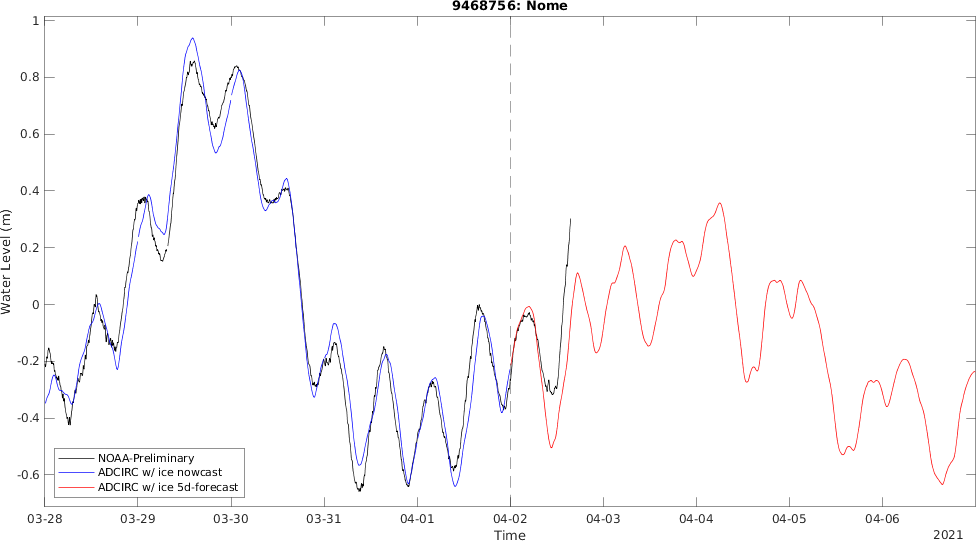 9468756: Nome
1
0.8
0.6
0.4
0.2
0
-0.2
-0.4
-0.6
Water Level (m)
NOAA-Preliminary
ADCIRC w/ ice nowcast
ADCIRC w/ ice 5d-forecast
03-28 03-29 03-30 03-31 04-01 04-02 04-03 04-04 04-05 04-06
Time
2021